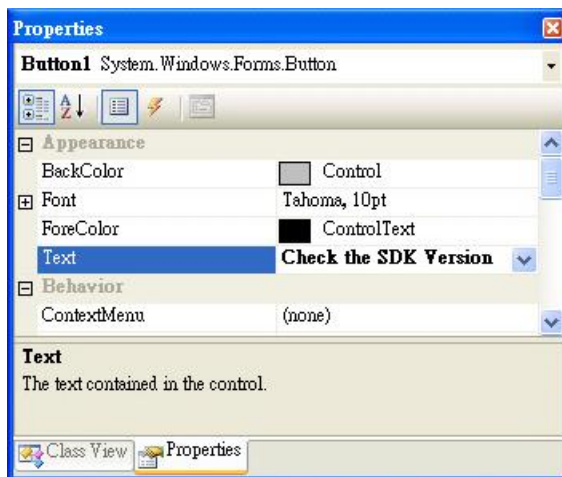 Properties
Button1 System.Windows.Forms.Button
Appearance
BackColor Control
Font Tahoma, 10pt
ForeColor ControlText
Text Check the SDK Version
Behavior
ContextMenu (none)
Text
The text contained in the control.
Class View Properties